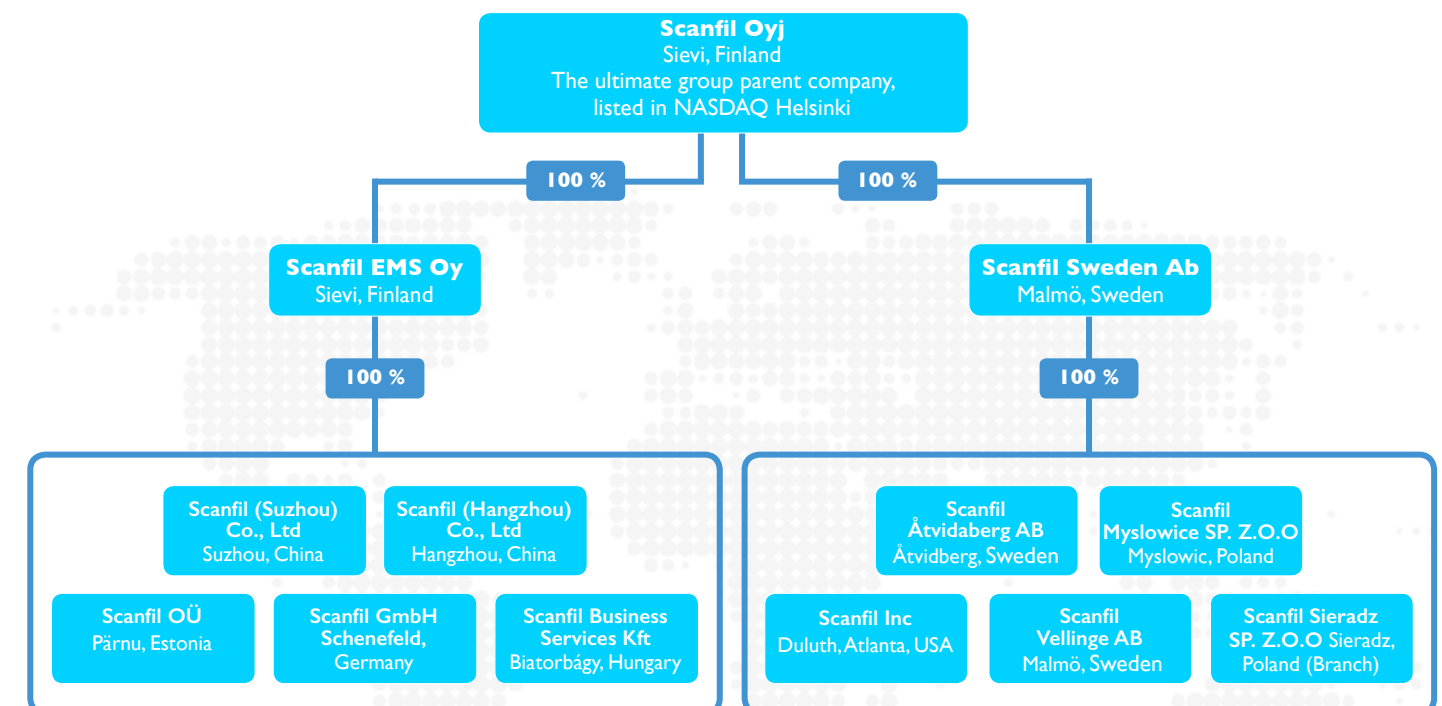 Scanfil Oyj
Sievi, Finland
The ultimate group parent company,
listed in NASDAQ Helsinki
100 %
100 %
Scanfil EMS Oy
Sievi, Finland
Scanfil Sweden Ab
Malmö, Sweden
100 %
100 %
Scanfil (Suzhou)
Co., Ltd
Suzhou, China
Scanfil (Hangzhou)
Co., Ltd
Hangzhou, China
Scanfil OÜ
Pärnu, Estonia
Scanfil GmbH
Schenefeld,
Germany
Scanfil Business
Services Kft
Biatorbágy, Hungary
Scanfil
Åtvidaberg AB
Åtvidberg, Sweden
Scanfil
Myslowice SP. Z.O.O
Myslowic, Poland
Scanfil Inc
Duluth, Atlanta, USA
Scanfil
Vellinge AB
Malmö, Sweden
Scanfil Sieradz
SP. Z.O.O Sieradz,
Poland (Branch)